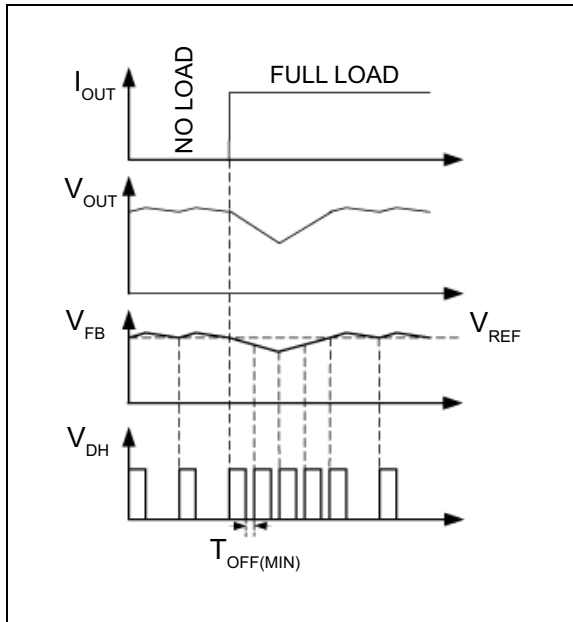 NO LOAD
FULL LOAD
I_OUT
V_OUT
V_FB
V_REF
V_DH
T_OFF(MIN)